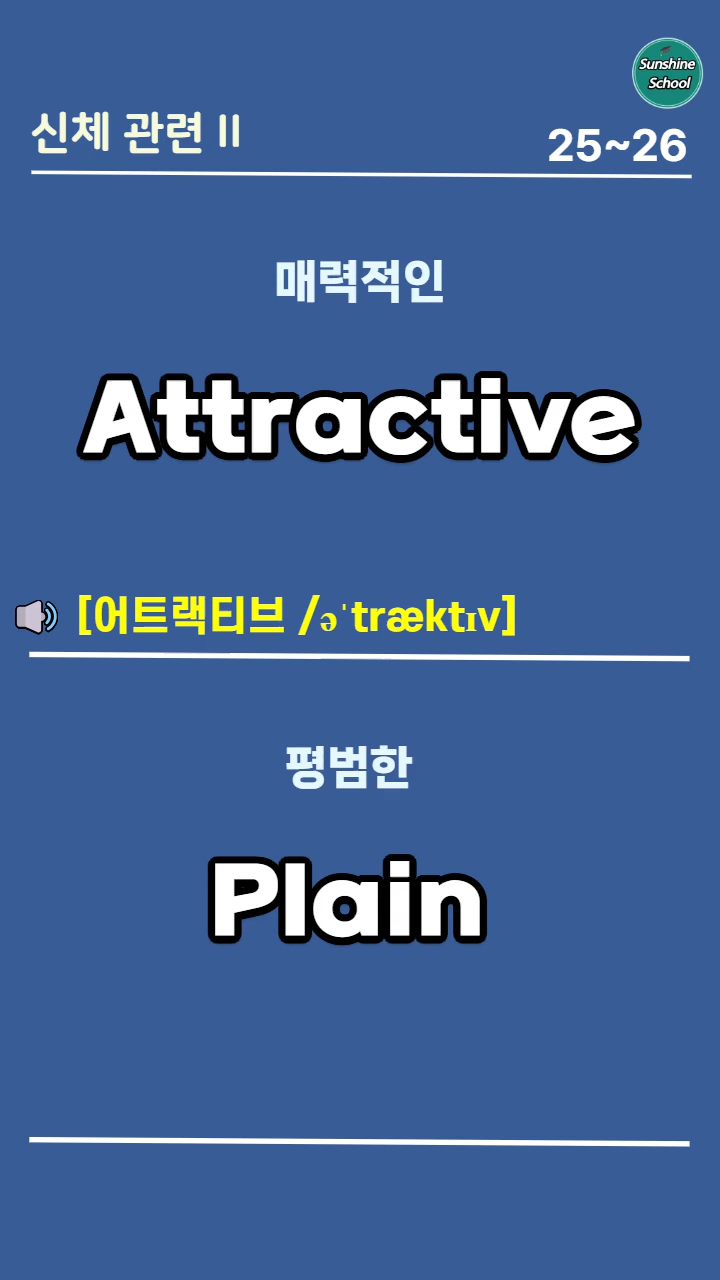 Sunshine
School
신체 관련 II
25~26
매력적인
Attractive
[어트랙티브 /əˈtræktɪv]
평범한
Plain